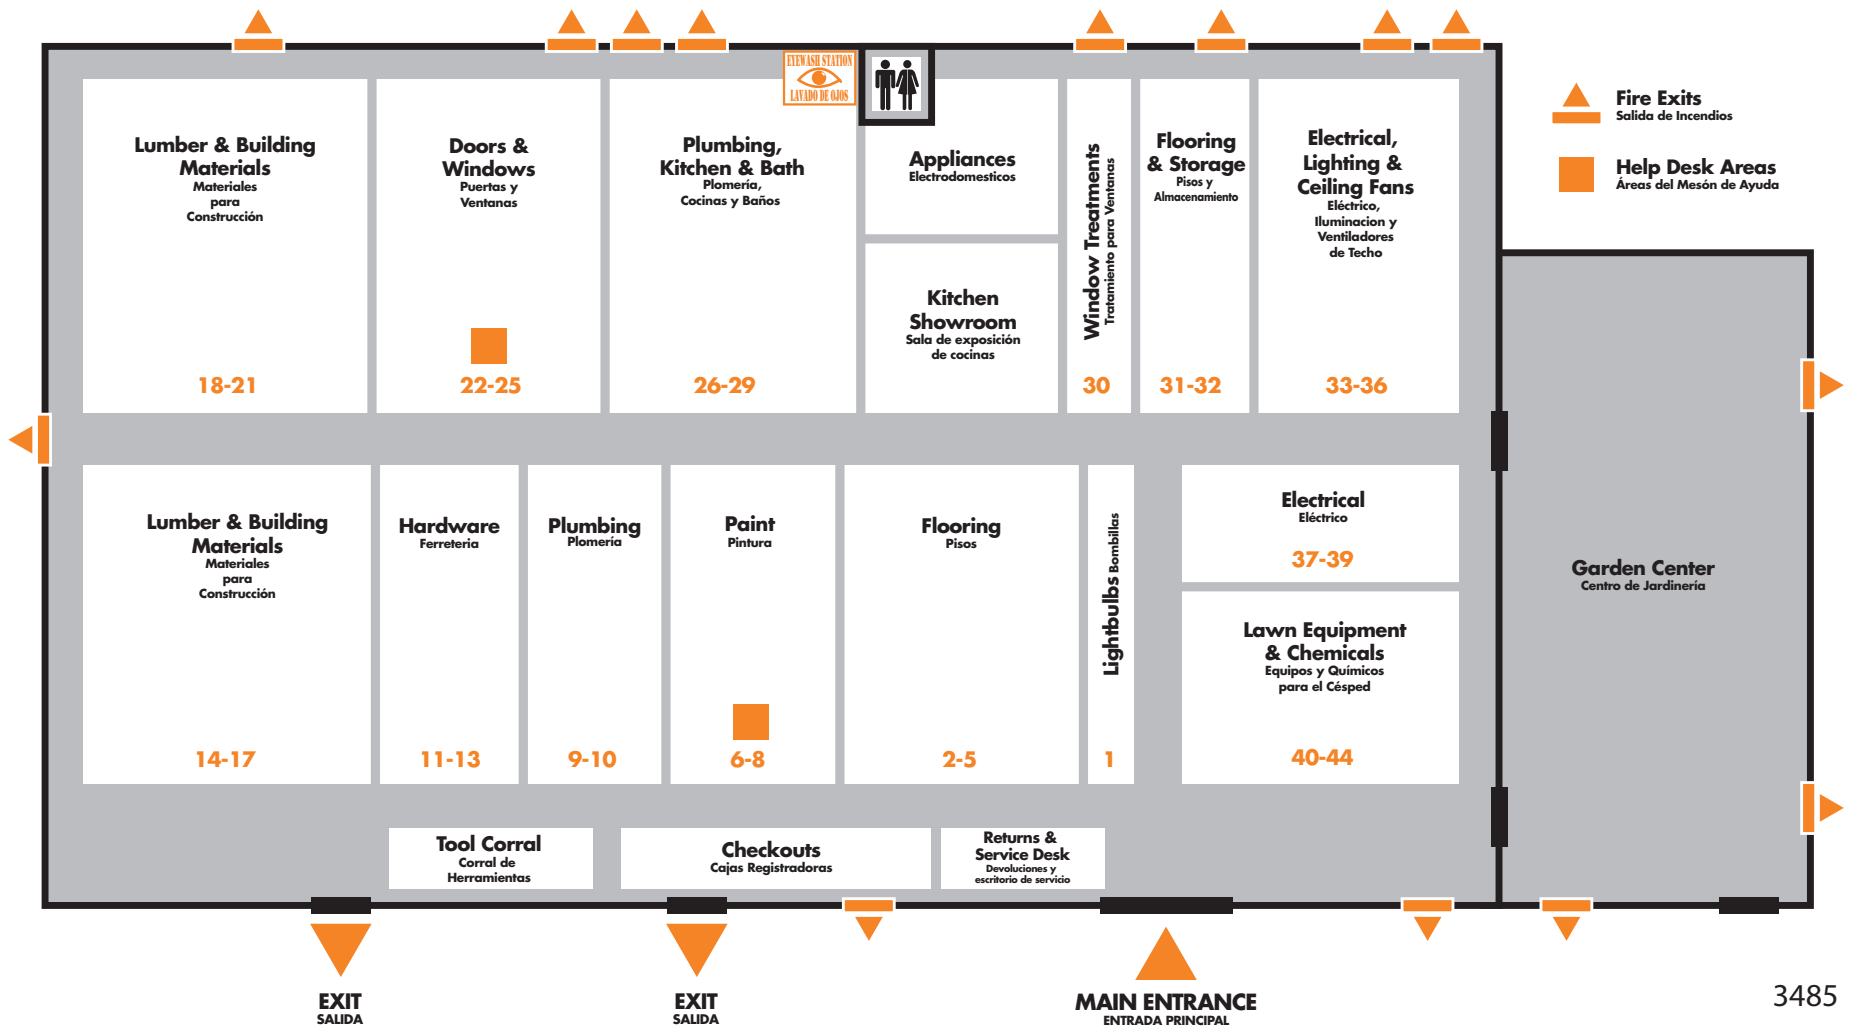 EYEWASH STATION
LAVADO DE OJOS
Fire Exits
Salida de Incendios
Help Desk Areas
Áreas del Mesón de Ayuda
Lumber & Building
Materials
Materiales
para
Construcción
18-21
Doors &
Windows
Puertas y
Ventanas
22-25
Plumbing,
Kitchen & Bath
Plomería,
Cocinas y Baños
26-29
Appliances
Electrodomesticos
Kitchen
Showroom
Sala de exposición
de cocinas
Window Treatments
Tratamiento para Ventanas
30
Flooring
& Storage
Pisos y
Almacenamiento
31-32
Electrical,
Lighting &
Ceiling Fans
Eléctrico,
Iluminacion y
Ventiladores
de Techo
33-36
Lumber & Building
Materials
Materiales
para
Construcción
14-17
Hardware
Ferreteria
11-13
Plumbing
Plomería
9-10
Paint
Pintura
6-8
Flooring
Pisos
2-5
Lightbulbs Bombillas
1
Electrical
Eléctrico
37-39
Lawn Equipment
& Chemicals
Equipos y Químicos
para el Césped
40-44
Garden Center
Centro de Jardinería
Tool Corral
Corral de
Herramientas
Checkouts
Cajas Registradoras
Returns &
Service Desk
Devoluciones y
escritorio de servicio
EXIT
SALIDA
EXIT
SALIDA
MAIN ENTRANCE
ENTRADA PRINCIPAL
3485